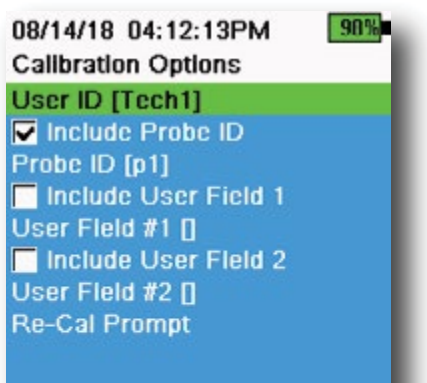 08/14/18 04:12:13PM 90%
Calibration Options
User ID [Tech1]
Include Probe ID
Probe ID [p1]
Include User Field 1
User Field #1 []
Include User Field 2
User Field #2 []
Re-Cal Prompt